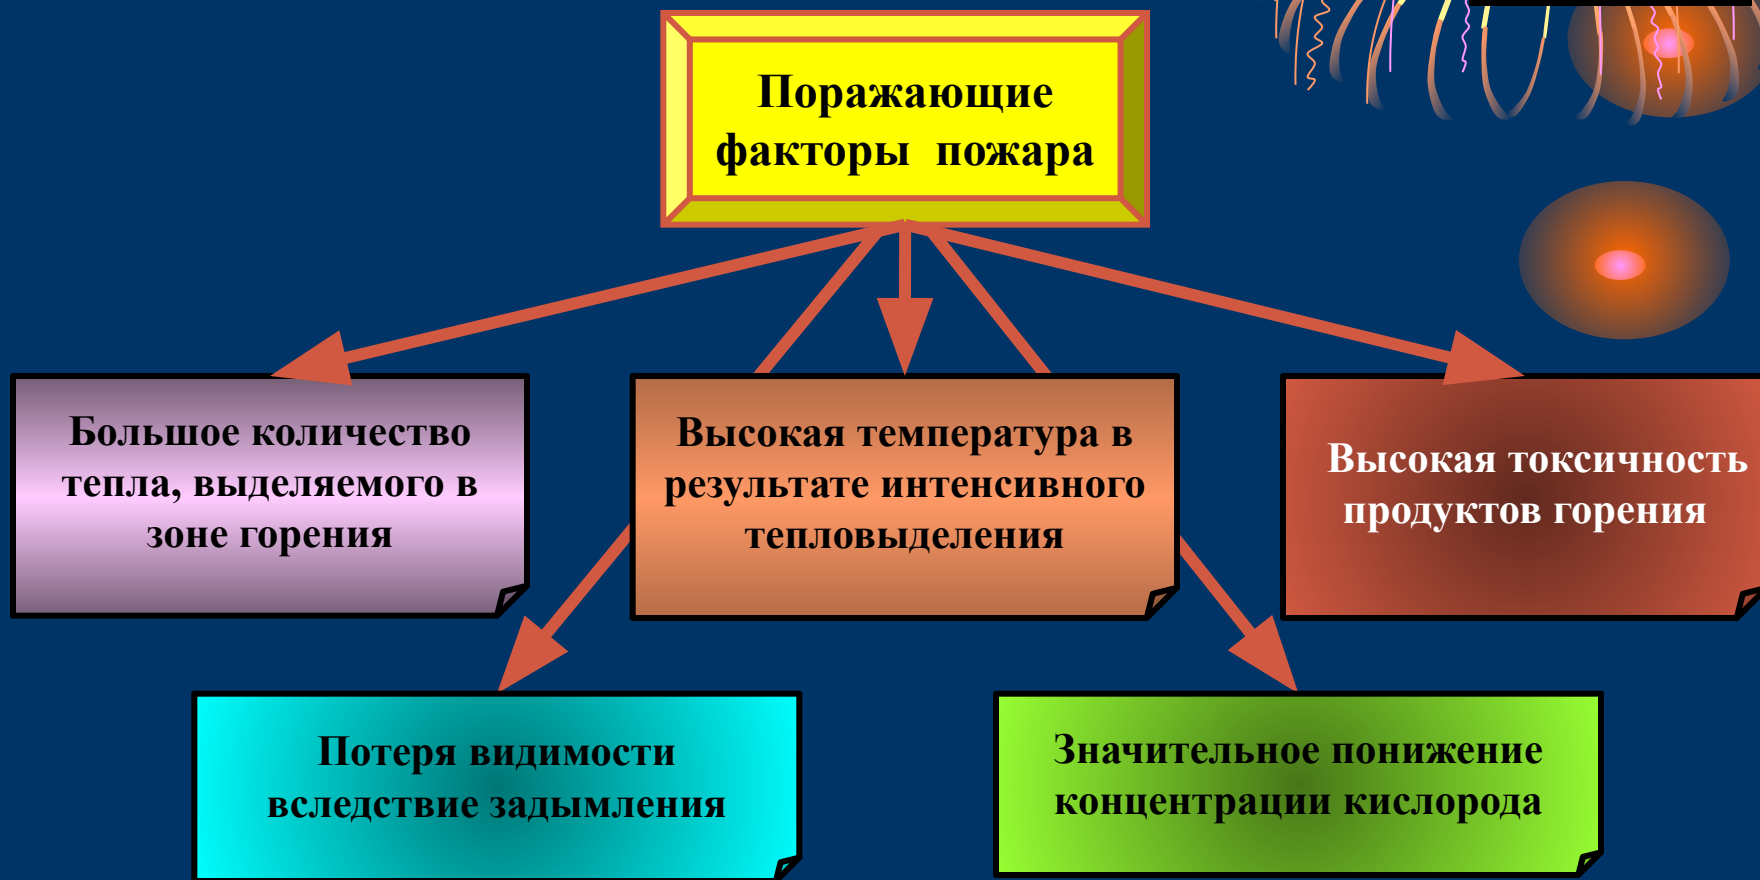 Поражающие
факторы пожара
Большое количество
тепла, выделяемого в
зоне горения
Высокая температура в
результате интенсивного
тепловыделения
Высокая токсичность
продуктов горения
Потеря видимости
вследствие задымления
Значительное понижение
концентрации кислорода